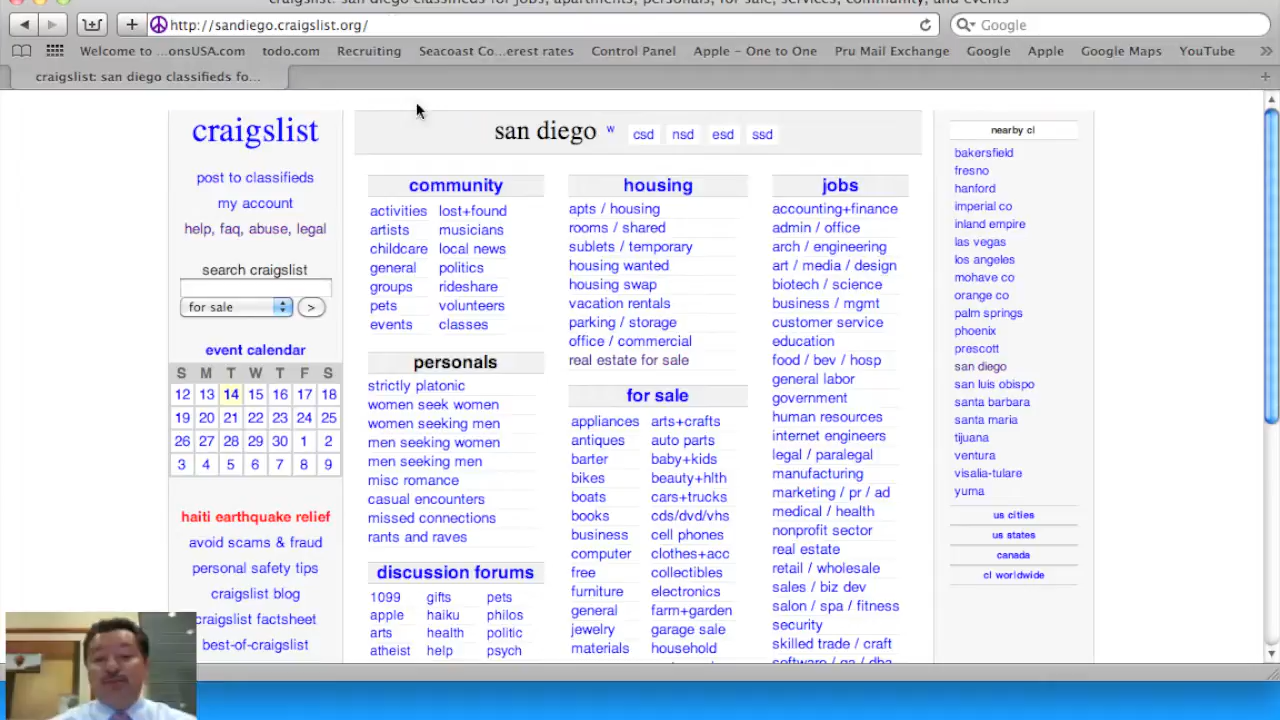 craigslist: san diego classifieds for jobs, apartments, personals, for sale, services, community, and events
http://sandiego.craigslist.org/
Google
Welcome to ...onsUSA.com
todo.com
Recruiting
Seacoast Co...erest rates
Control Panel
Apple – One to One
Pru Mail Exchange
Google
Apple
Google Maps
YouTube
craigslist: san diego classifieds fo...
craigslist
post to classifieds
my account
help, faq, abuse, legal
search craigslist
for sale
>
event calendar
S M T W T F S
12 13 14 15 16 17 18
19 20 21 22 23 24 25
26 27 28 29 30 1 2
3 4 5 6 7 8 9
haiti earthquake relief
avoid scams & fraud
personal safety tips
craigslist blog
craigslist factsheet
best-of-craigslist
san diego w csd nsd esd ssd
community
activities lost+found
artists musicians
childcare local news
general politics
groups rideshare
pets volunteers
events classes
personals
strictly platonic
women seek women
women seeking men
men seeking women
men seeking men
misc romance
casual encounters
missed connections
rants and raves
discussion forums
1099 gifts pets
apple haiku philos
arts health politic
atheist help psych
housing
apts / housing
rooms / shared
sublets / temporary
housing wanted
housing swap
vacation rentals
parking / storage
office / commercial
real estate for sale
for sale
appliances arts+crafts
antiques auto parts
barter baby+kids
bikes beauty+hlth
boats cars+trucks
books cds/dvd/vhs
business cell phones
computer clothes+acc
free collectibles
furniture electronics
general farm+garden
jewelry garage sale
materials household
jobs
accounting+finance
admin / office
arch / engineering
art / media / design
biotech / science
business / mgmt
customer service
education
food / bev / hosp
general labor
government
human resources
internet engineers
legal / paralegal
manufacturing
marketing / pr / ad
medical / health
nonprofit sector
real estate
retail / wholesale
sales / biz dev
salon / spa / fitness
security
skilled trade / craft
software / qa / dba
nearby cl
bakersfield
fresno
hanford
imperial co
inland empire
las vegas
los angeles
mohave co
orange co
palm springs
phoenix
prescott
san diego
san luis obispo
santa barbara
santa maria
tijuana
ventura
visalia-tulare
yuma
us cities
us states
canada
cl worldwide